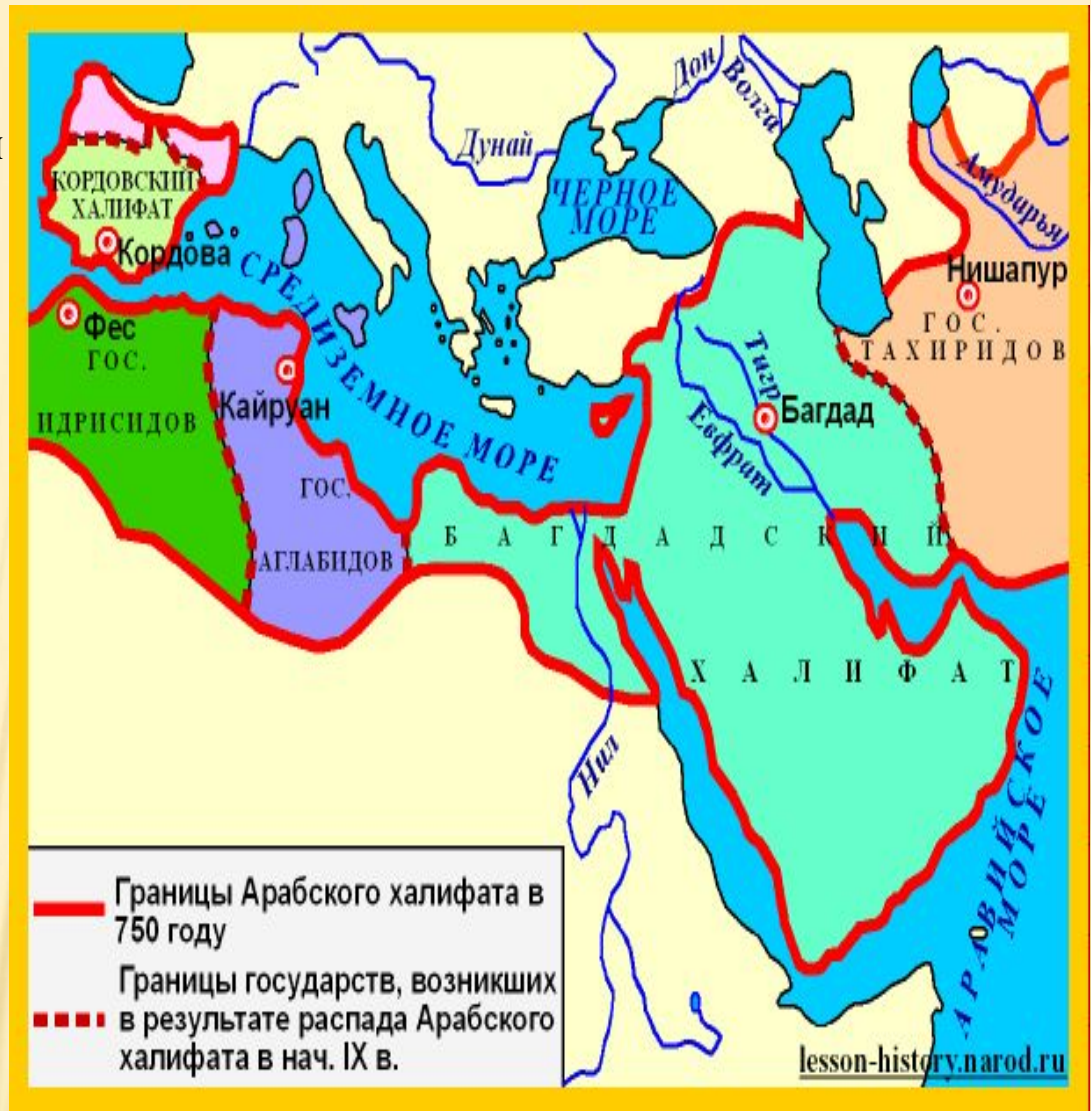 и
Дон
Волга
Дунай
ЧЕРНОЕ
МОРЕ
Амударья
КОРДОВСКИЙ
ХАЛИФАТ
Кордова
СРЕДИЗЕМНОЕ МОРЕ
Нишапур
ГОС.
ТАХИРИДОВ
Фес
ГОС.
ИДРИСИДОВ
Кайруан
ГОС.
АГЛАБИДОВ
Тигр
Евфрат
Багдад
БАГДАДСКИЙ
ХАЛИФАТ
Нил
АРАВИЙСКОЕ
МОРЕ
Границы Арабского халифата в
750 году
Границы государств, возникших
в результате распада Арабского
халифата в нач. IX в.
lesson-history.narod.ru